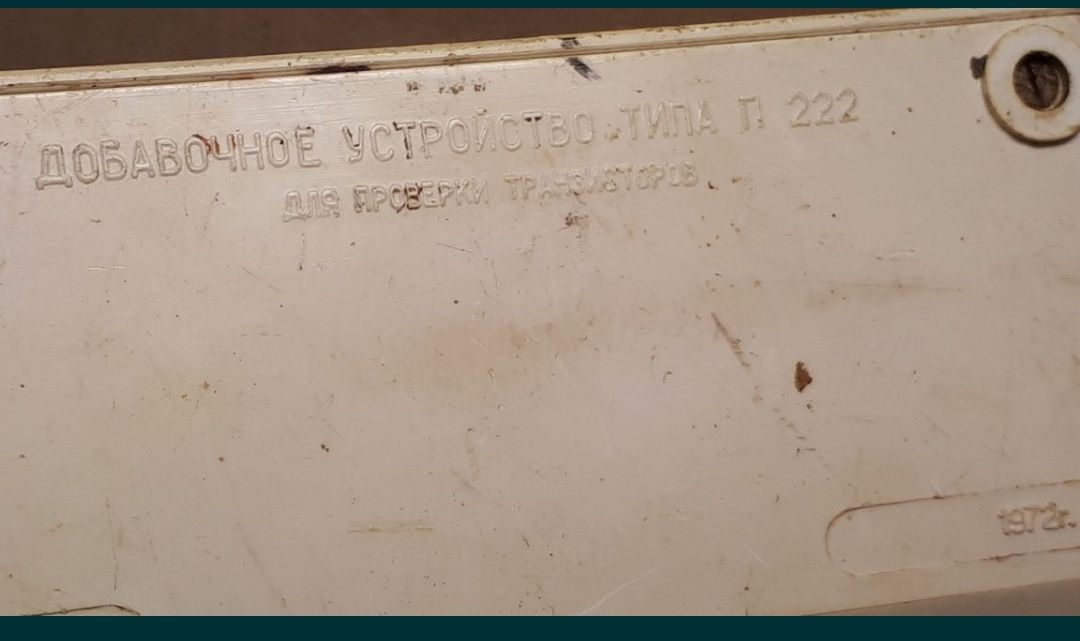 ДОБАВОЧНОЕ УСТРОЙСТВО ТИПА П 222
ДЛЯ ПРОВЕРКИ ТРАНЗИСТОРОВ
1972г.